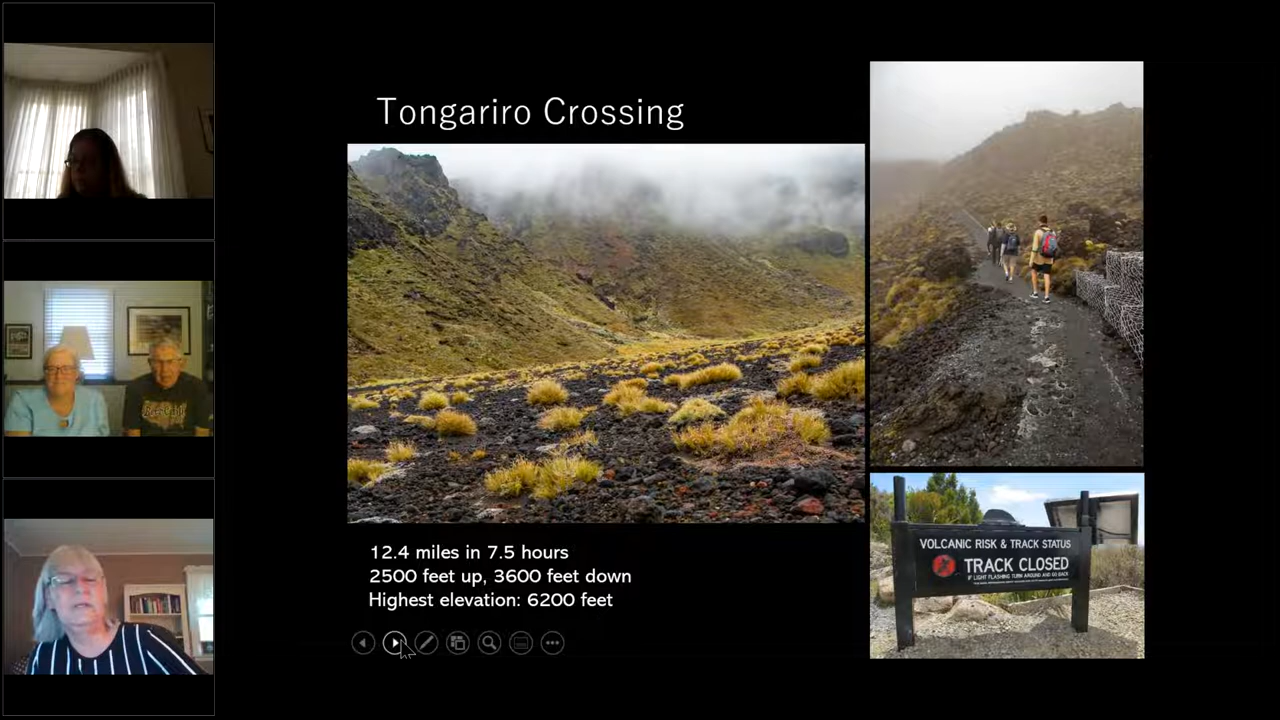 Tongariro Crossing
VOLCANIC RISK & TRACK STATUS
TRACK CLOSED
IF LIGHT FLASHING TURN AROUND AND GO BACK
12.4 miles in 7.5 hours
2500 feet up, 3600 feet down
Highest elevation: 6200 feet